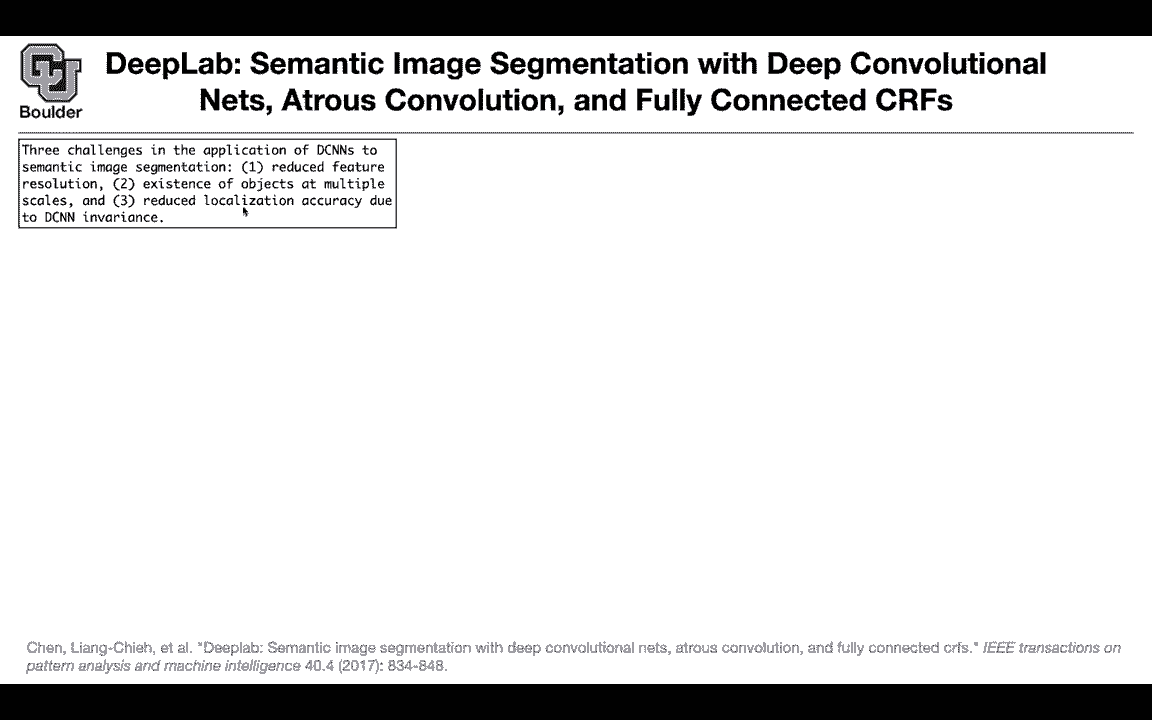 DeepLab: Semantic Image Segmentation with Deep Convolutional
Nets, Atrous Convolution, and Fully Connected CRFs
CU
Boulder
Three challenges in the application of DCNNs to
semantic image segmentation: (1) reduced feature
resolution, (2) existence of objects at multiple
scales, and (3) reduced localization accuracy due
to DCNN invariance.
Chen, Liang-Chieh, et al. "Deeplab: Semantic image segmentation with deep convolutional nets, atrous convolution, and fully connected crfs." IEEE transactions on
pattern analysis and machine intelligence 40.4 (2017): 834-848.